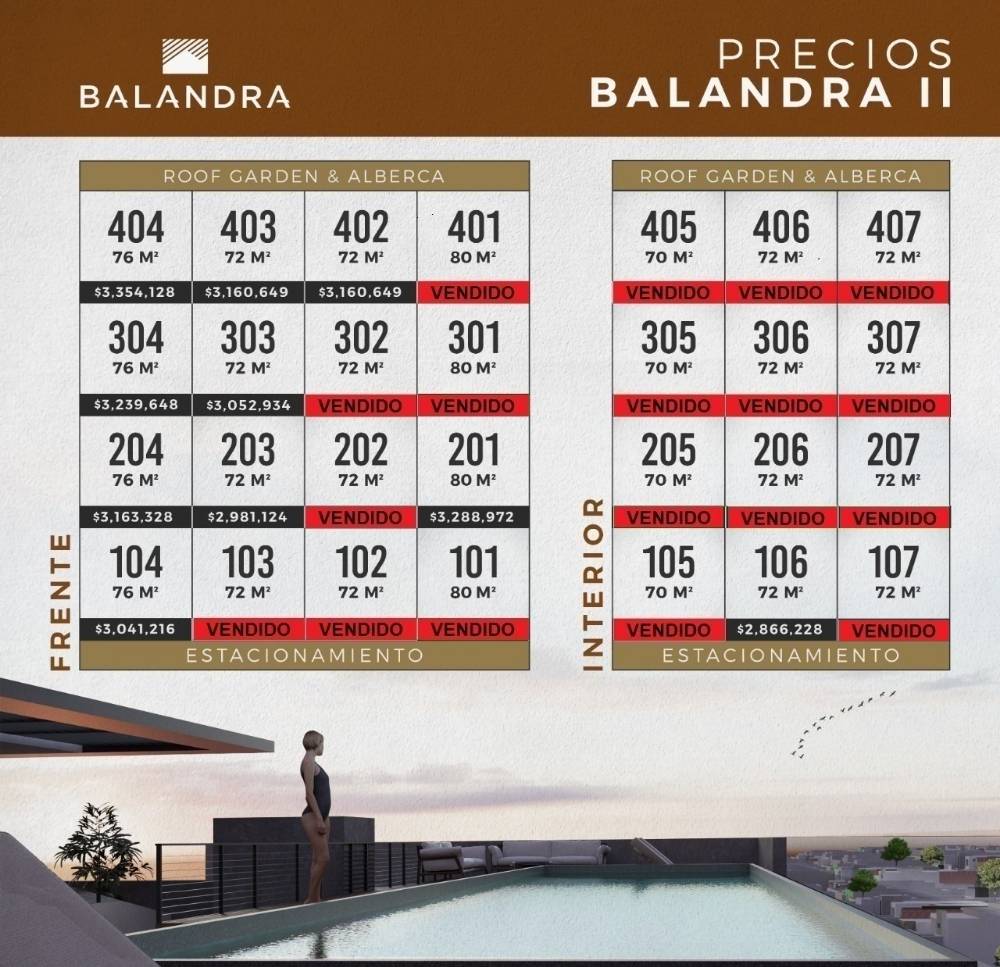 BALANDRA
PRECIOS
BALANDRA II
ROOF GARDEN & ALBERCA
404 403 402 401
76 M² 72 M² 72 M² 80 M²
$3,354,128 $3,160,649 $3,160,649 VENDIDO
304 303 302 301
76 M² 72 M² 72 M² 80 M²
$3,239,648 $3,052,934 VENDIDO VENDIDO
204 203 202 201
76 M² 72 M² 72 M² 80 M²
$3,163,328 $2,981,124 VENDIDO $3,288,972
104 103 102 101
76 M² 72 M² 72 M² 80 M²
$3,041,216 VENDIDO VENDIDO VENDIDO
ESTACIONAMIENTO
FRENTE
ROOF GARDEN & ALBERCA
405 406 407
70 M² 72 M² 72 M²
VENDIDO VENDIDO VENDIDO
305 306 307
70 M² 72 M² 72 M²
VENDIDO VENDIDO VENDIDO
205 206 207
70 M² 72 M² 72 M²
VENDIDO VENDIDO VENDIDO
105 106 107
70 M² 72 M² 72 M²
VENDIDO $2,866,228 VENDIDO
ESTACIONAMIENTO
INTERIOR